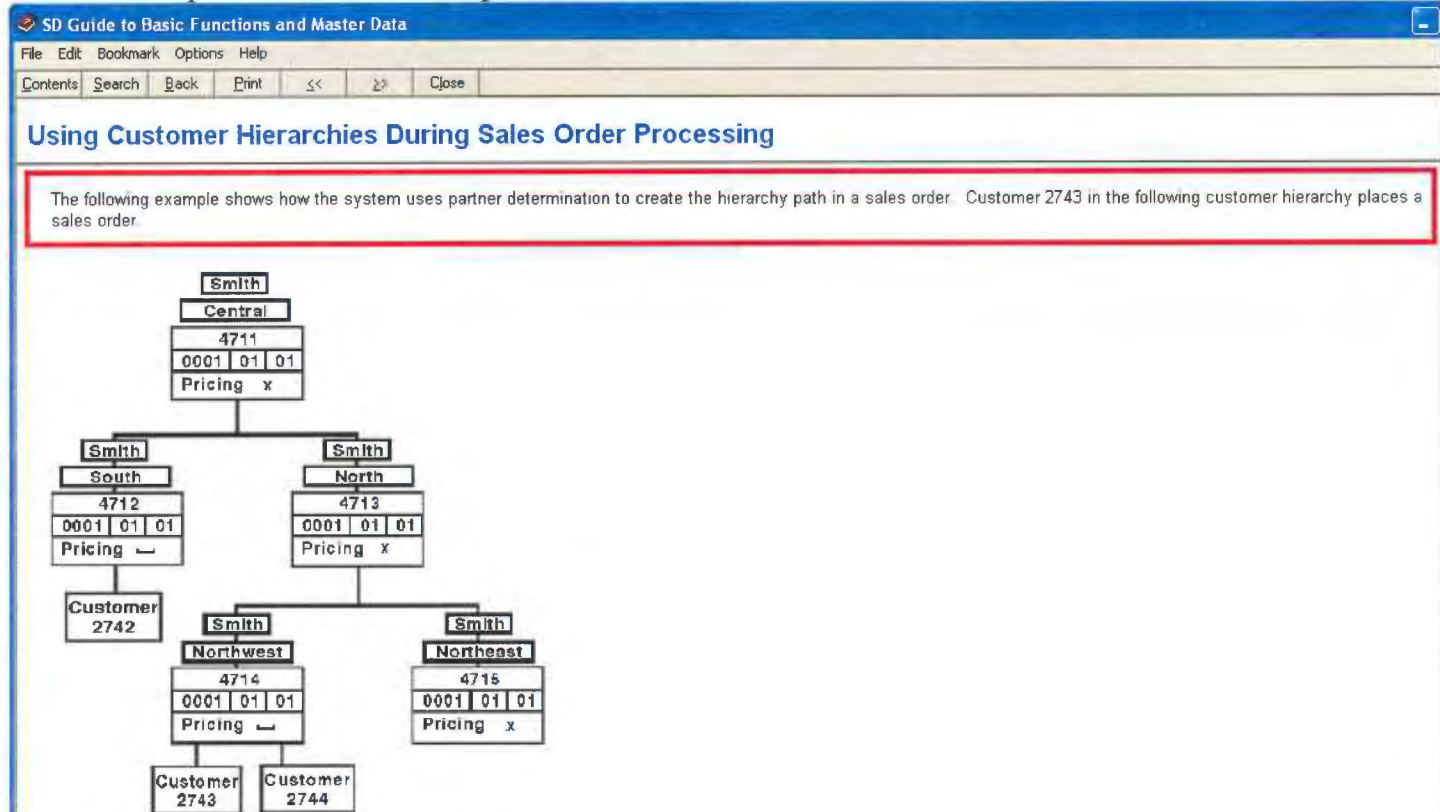 SD Guide to Basic Functions and Master Data
File Edit Bookmark Options Help
Contents Search Back Print << >> Close
Using Customer Hierarchies During Sales Order Processing
The following example shows how the system uses partner determination to create the hierarchy path in a sales order. Customer 2743 in the following customer hierarchy places a
sales order
Smith
Central
4711
0001 01 01
Pricing x
Smith Smith
South North
4712 4713
0001 01 01 0001 01 01
Pricing Pricing x
Customer
2742
Smith Smith
Northwest Northeast
4714 4715
0001 01 01 0001 01 01
Pricing Pricing x
Customer Customer
2743 2744